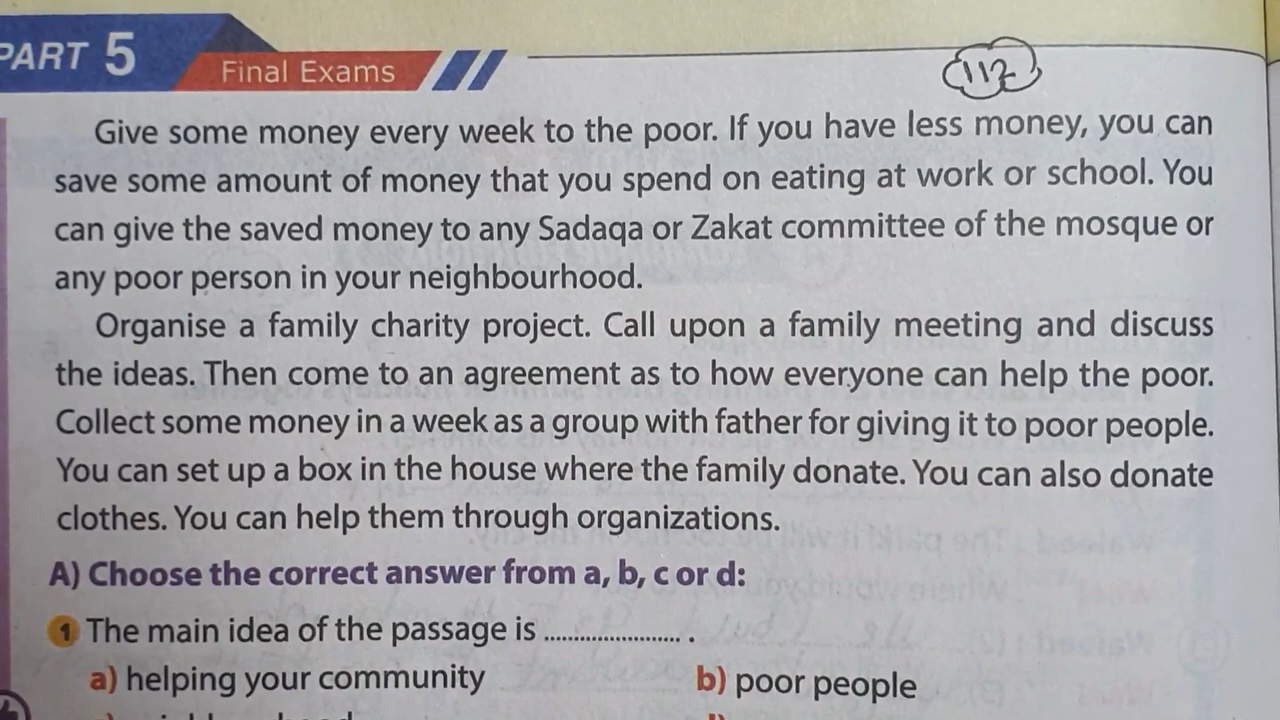 PART 5
Final Exams
112
Give some money every week to the poor. If you have less money, you can
save some amount of money that you spend on eating at work or school. You
can give the saved money to any Sadaqa or Zakat committee of the mosque or
any poor person in your neighbourhood.
Organise a family charity project. Call upon a family meeting and discuss
the ideas. Then come to an agreement as to how everyone can help the poor.
Collect some money in a week as a group with father for giving it to poor people.
You can set up a box in the house where the family donate. You can also donate
clothes. You can help them through organizations.
A) Choose the correct answer from a, b, c or d:
1 The main idea of the passage is ........................ .
a) helping your community b) poor people